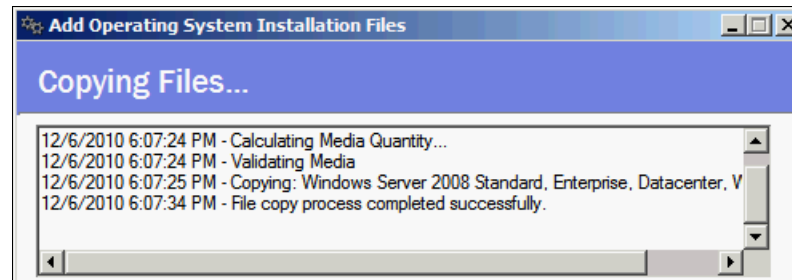 Add Operating System Installation Files
Copying Files...
12/6/2010 6:07:24 PM - Calculating Media Quantity...
12/6/2010 6:07:24 PM - Validating Media
12/6/2010 6:07:25 PM - Copying: Windows Server 2008 Standard, Enterprise, Datacenter,
12/6/2010 6:07:34 PM - File copy process completed successfully.